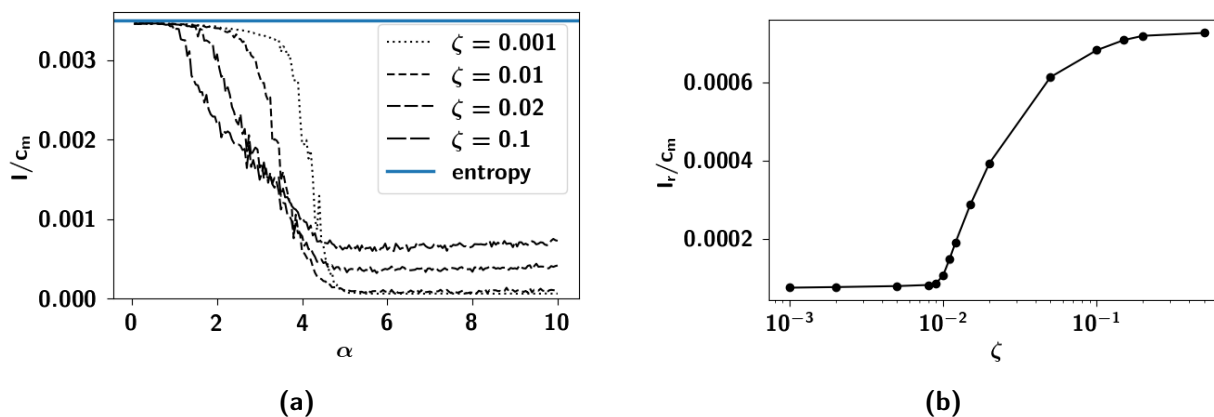 0.003
0.002
0.001
0.000
I/c_m
0 2 4 6 8 10
α
ζ = 0.001
ζ = 0.01
ζ = 0.02
ζ = 0.1
entropy
(a)
0.0006
0.0004
0.0002
I_r/c_m
10^{-3} 10^{-2} 10^{-1}
ζ
(b)